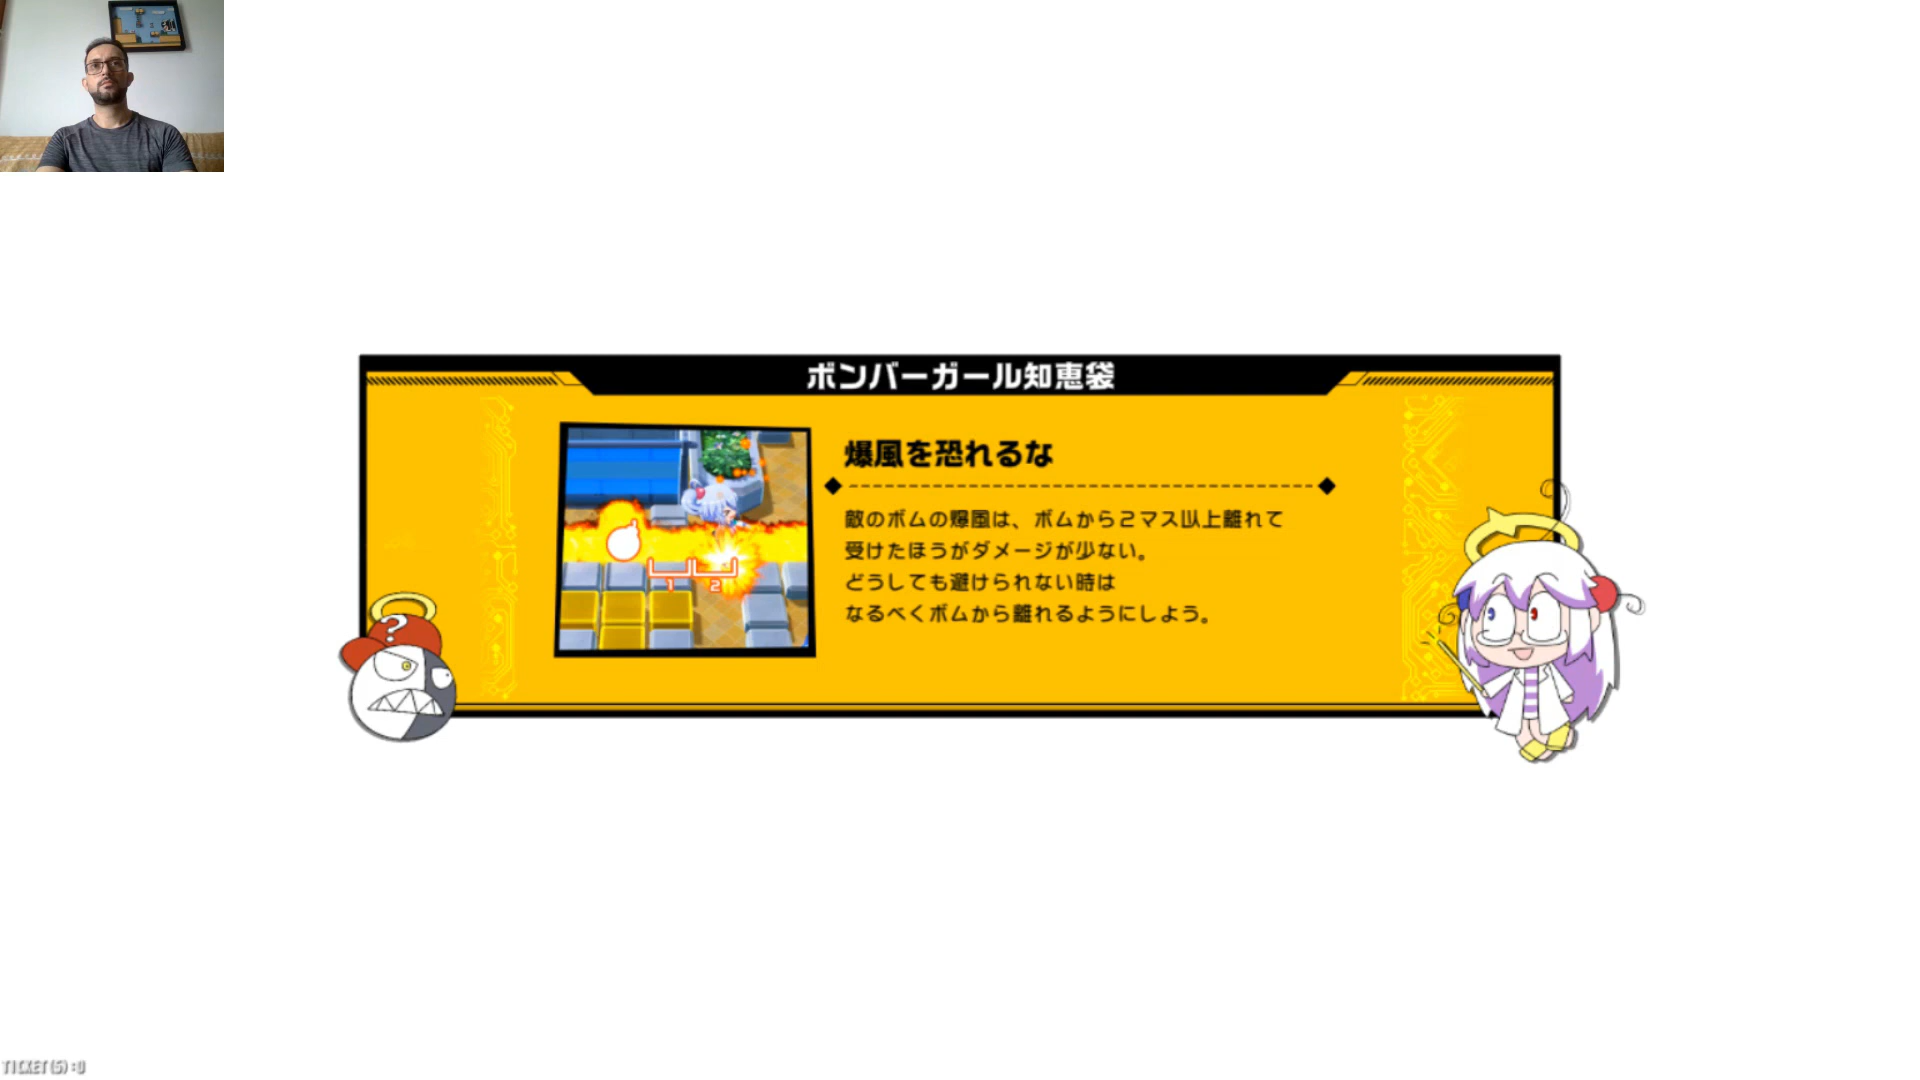 ボンバーガール知恵袋
爆風を恐れるな
敵のボムの爆風は、ボムから2マス以上離れて
受けたほうがダメージが少ない。
どうしても避けられない時は
なるべくボムから離れるようにしよう。
1 2
?
TICKET(S):0